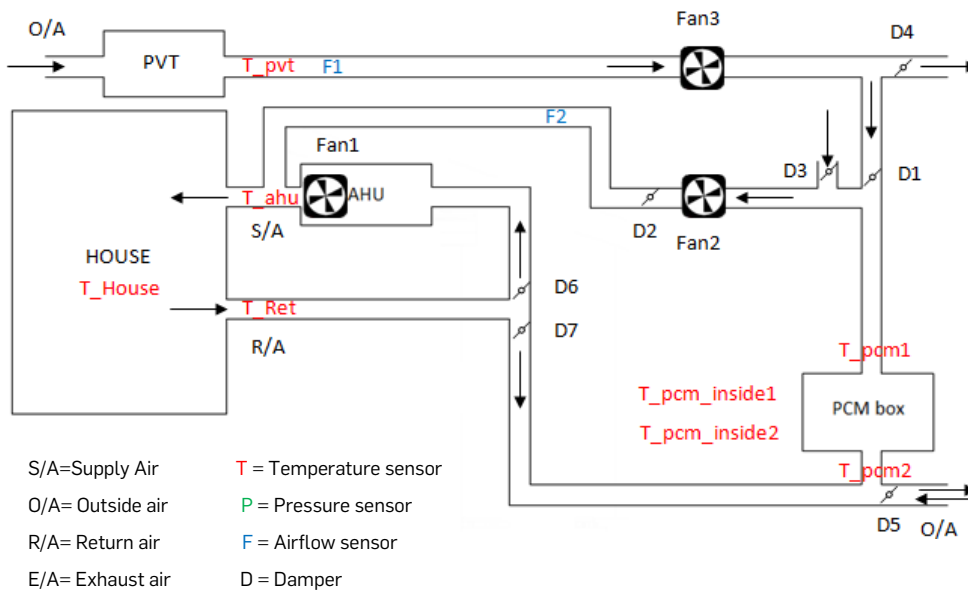 O/A
Fan3
D4
PVT
T_pvt
F1
F2
Fan1
D3
D1
T_ahu
AHU
D2
S/A
Fan2
HOUSE
T_House
D6
T_Ret
D7
R/A
T_pcm1
T_pcm_inside1
PCM box
T_pcm_inside2
T_pcm2
D5
O/A
S/A=Supply Air
T = Temperature sensor
O/A= Outside air
P = Pressure sensor
R/A= Return air
F = Airflow sensor
E/A= Exhaust air
D = Damper